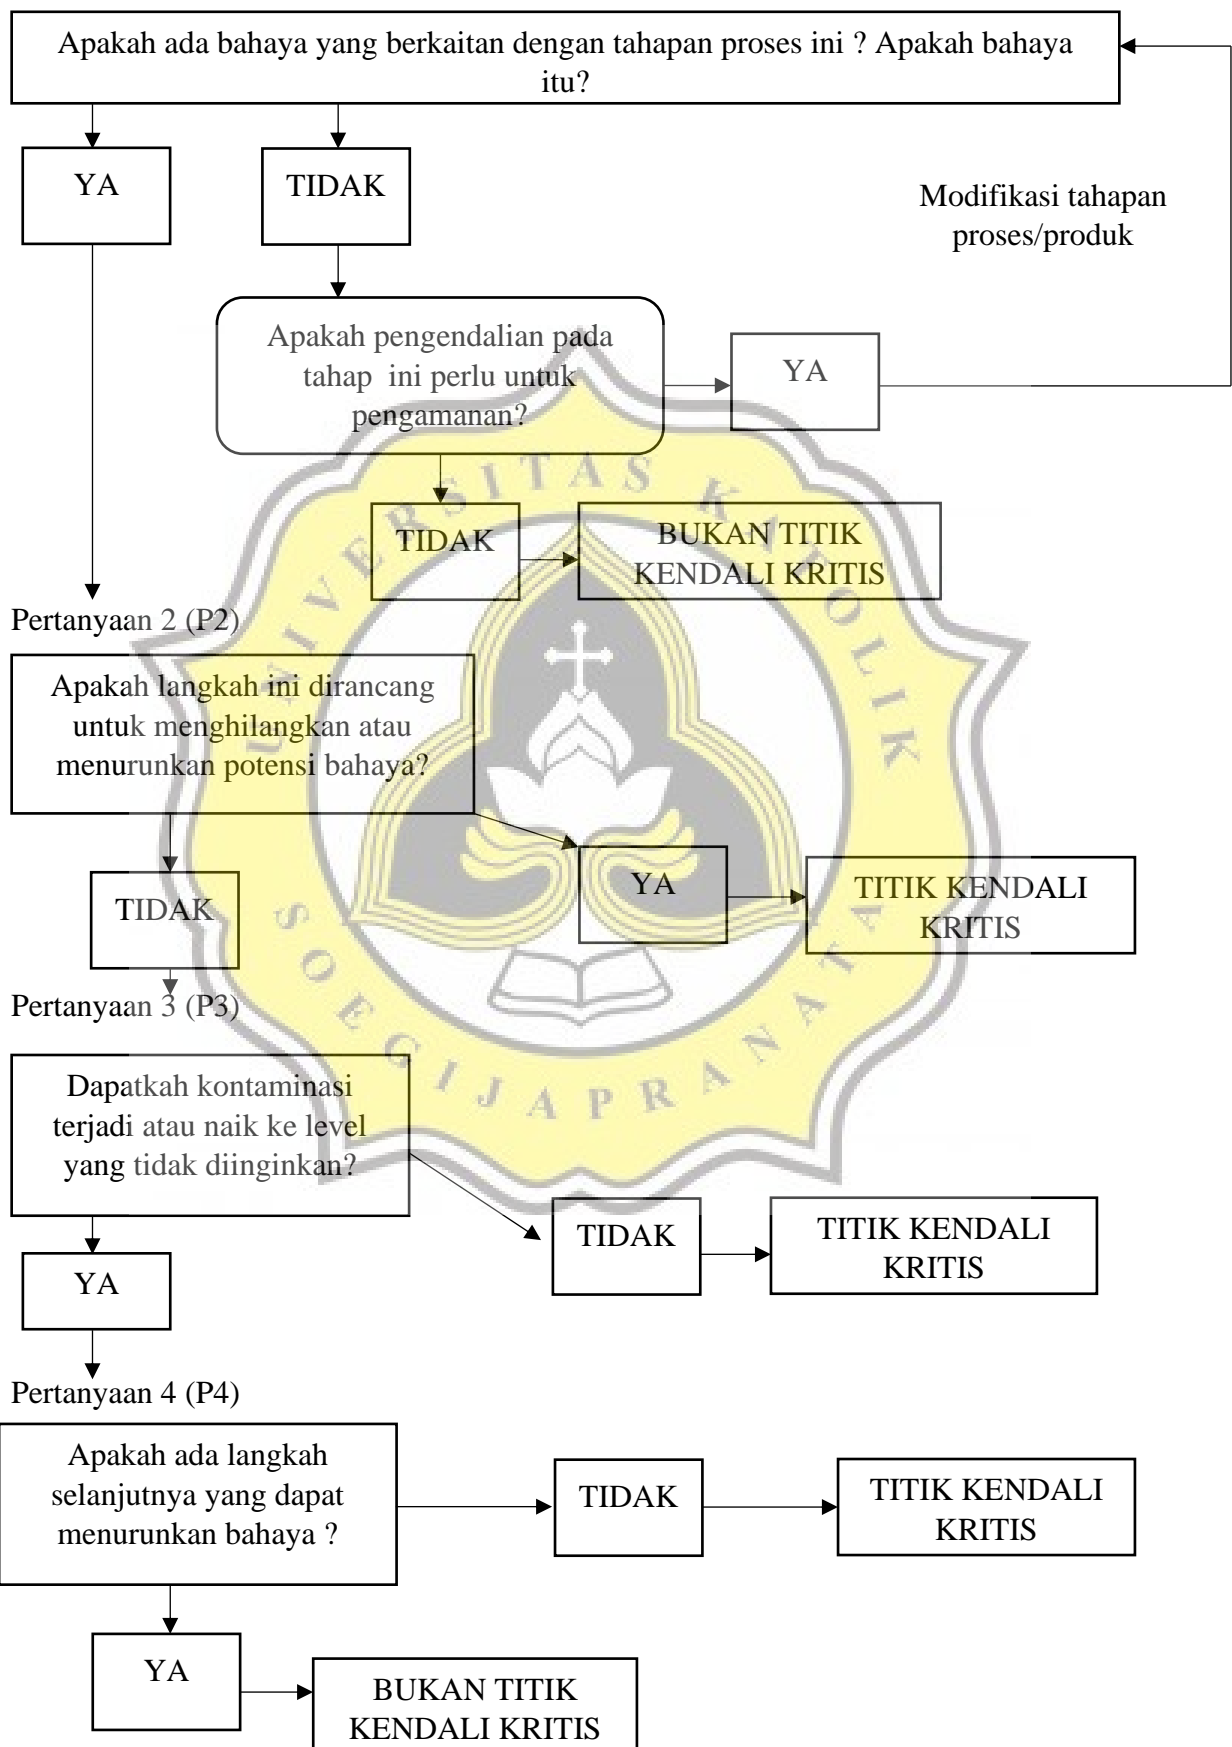 Apakah ada bahaya yang berkaitan dengan tahapan proses ini ? Apakah bahaya
itu?
YA
TIDAK
Modifikasi tahapan
proses/produk
Apakah pengendalian pada
tahap ini perlu untuk
pengamanan?
YA
TIDAK
BUKAN TITIK
KENDALI KRITIS
Pertanyaan 2 (P2)
Apakah langkah ini dirancang
untuk menghilangkan atau
menurunkan potensi bahaya?
TIDAK
YA
TITIK KENDALI
KRITIS
Pertanyaan 3 (P3)
Dapatkah kontaminasi
terjadi atau naik ke level
yang tidak diinginkan?
TIDAK
TITIK KENDALI
KRITIS
YA
Pertanyaan 4 (P4)
Apakah ada langkah
selanjutnya yang dapat
menurunkan bahaya ?
TIDAK
TITIK KENDALI
KRITIS
YA
BUKAN TITIK
KENDALI KRITIS
UNIVERSITAS KATOLIK
SOEGIJAPRANATA